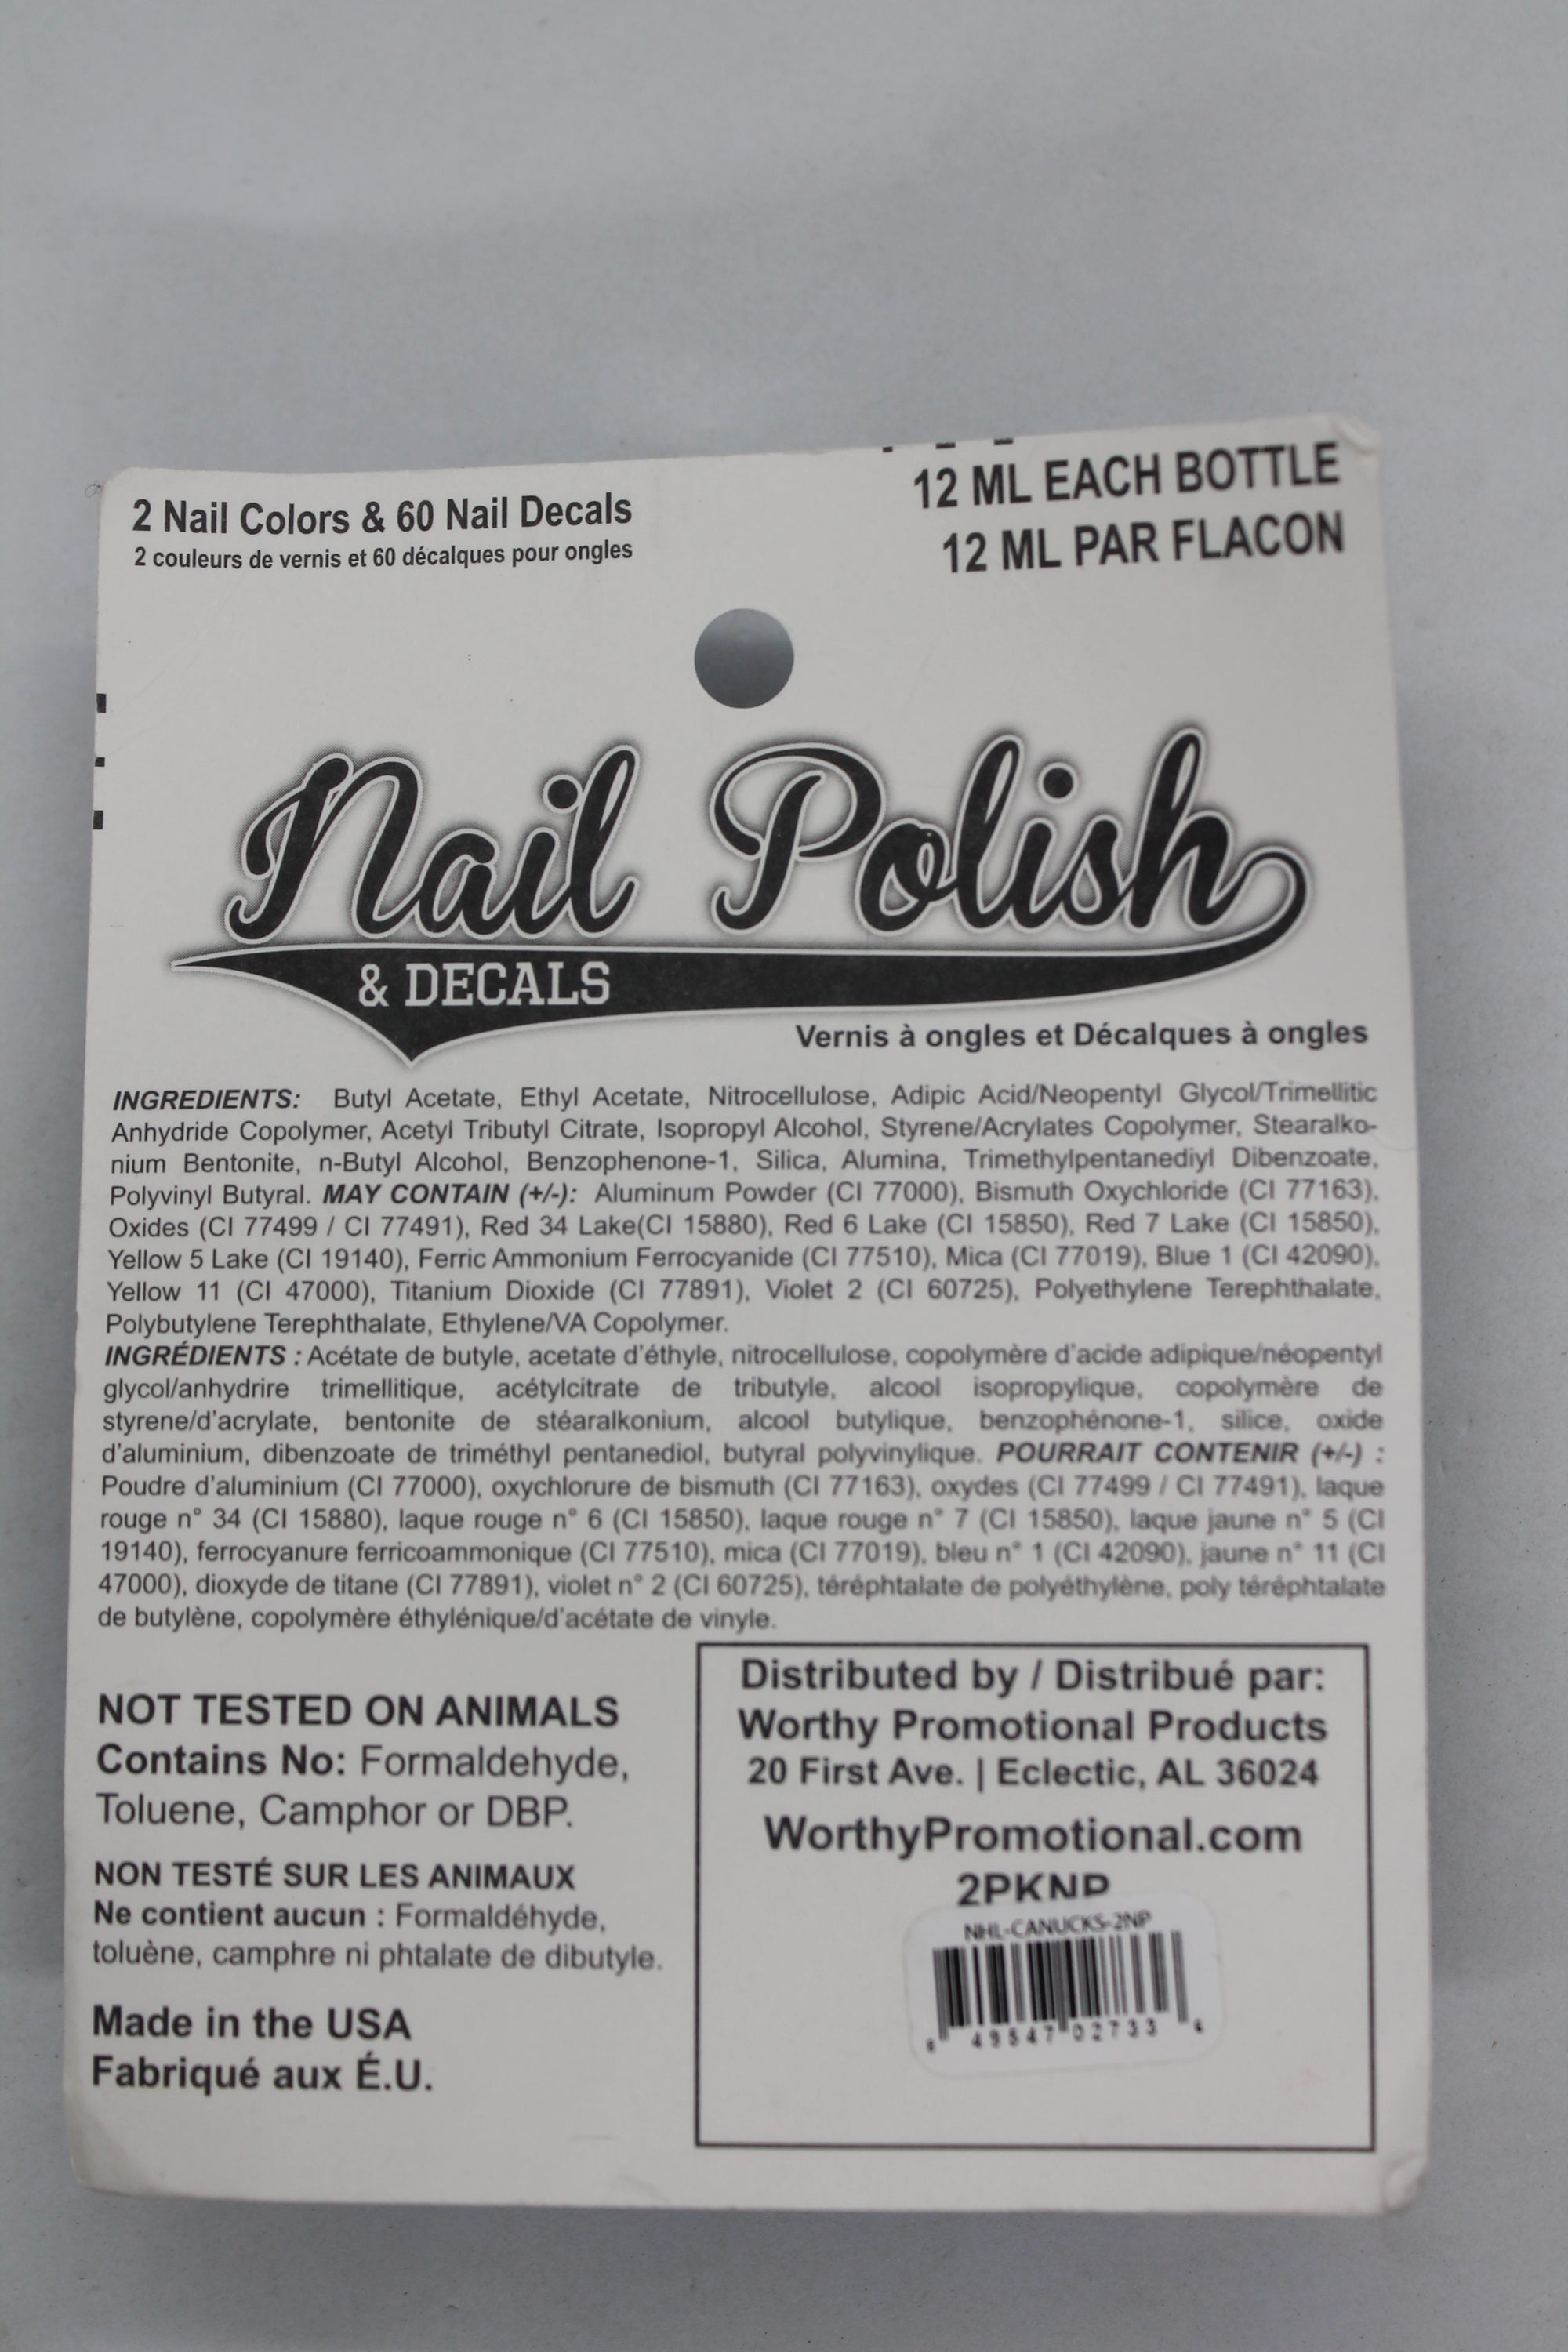 2 Nail Colors & 60 Nail Decals
2 couleurs de vernis et 60 décalques pour ongles
12 ML EACH BOTTLE
12 ML PAR FLACON
Nail Polish
& DECALS
Vernis à ongles et Décalques à ongles
INGREDIENTS: Butyl Acetate, Ethyl Acetate, Nitrocellulose, Adipic Acid/Neopentyl Glycol/Trimellitic
Anhydride Copolymer, Acetyl Tributyl Citrate, Isopropyl Alcohol, Styrene/Acrylates Copolymer, Stearalko-
nium Bentonite, n-Butyl Alcohol, Benzophenone-1, Silica, Alumina, Trimethylpentanediyl Dibenzoate,
Polyvinyl Butyral. MAY CONTAIN (+/-): Aluminum Powder (CI 77000), Bismuth Oxychloride (CI 77163),
Oxides (CI 77499 / CI 77491), Red 34 Lake(CI 15880), Red 6 Lake (CI 15850), Red 7 Lake (CI 15850),
Yellow 5 Lake (CI 19140), Ferric Ammonium Ferrocyanide (CI 77510), Mica (CI 77019), Blue 1 (CI 42090),
Yellow 11 (CI 47000), Titanium Dioxide (CI 77891), Violet 2 (CI 60725), Polyethylene Terephthalate,
Polybutylene Terephthalate, Ethylene/VA Copolymer.
INGRÉDIENTS : Acétate de butyle, acetate d'éthyle, nitrocellulose, copolymère d'acide adipique/néopentyl
glycol/anhydrire trimellitique, acétylcitrate de tributyle, alcool isopropylique, copolymère de
styrene/d'acrylate, bentonite de stéaralkonium, alcool butylique, benzophénone-1, silice, oxide
d'aluminium, dibenzoate de triméthyl pentanediol, butyral polyvinylique. POURRAIT CONTENIR (+/-) :
Poudre d'aluminium (CI 77000), oxychlorure de bismuth (CI 77163), oxydes (CI 77499 / CI 77491), laque
rouge n° 34 (CI 15880), laque rouge n° 6 (CI 15850), laque rouge n° 7 (CI 15850), laque jaune n° 5 (CI
19140), ferrocyanure ferricoammonique (CI 77510), mica (CI 77019), bleu n° 1 (CI 42090), jaune n° 11 (CI
47000), dioxyde de titane (CI 77891), violet n° 2 (CI 60725), téréphtalate de polyéthylène, poly téréphtalate
de butylène, copolymère éthylénique/d'acétate de vinyle.
NOT TESTED ON ANIMALS
Contains No: Formaldehyde,
Toluene, Camphor or DBP.
NON TESTÉ SUR LES ANIMAUX
Ne contient aucun : Formaldéhyde,
toluène, camphre ni phtalate de dibutyle.
Made in the USA
Fabriqué aux É.U.
Distributed by / Distribué par:
Worthy Promotional Products
20 First Ave. | Eclectic, AL 36024
WorthyPromotional.com
2PKNP
NHL-CANUCKS-2NP
49547 02733